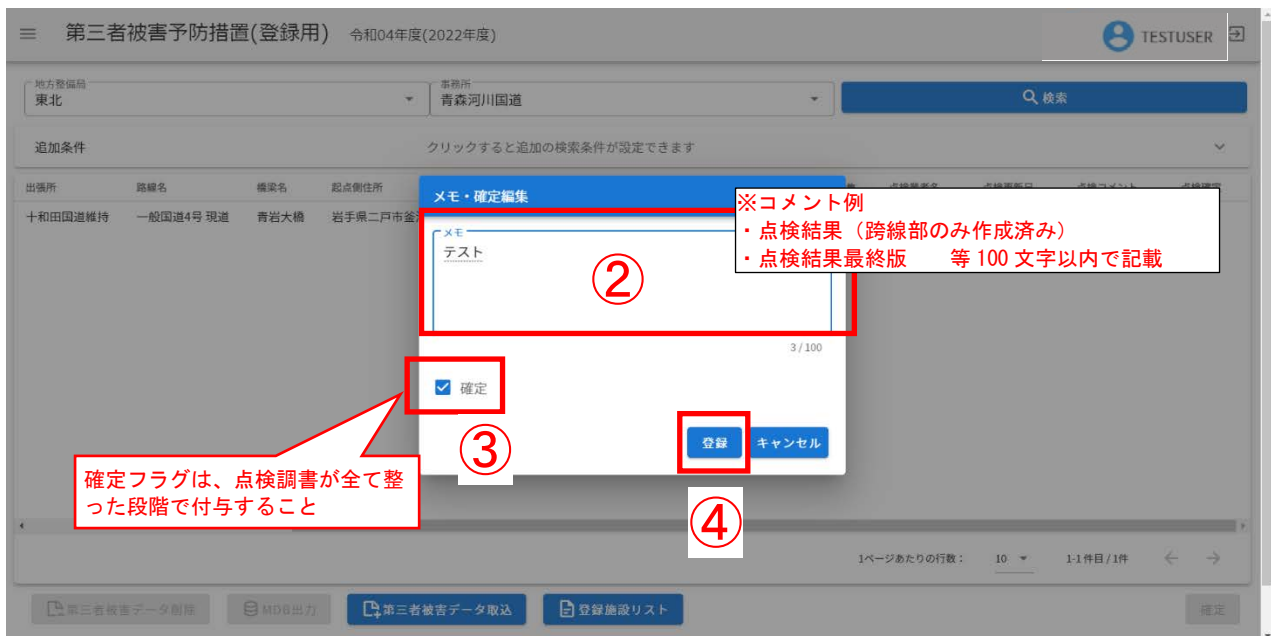 第三者被害予防措置(登録用) 令和04年度(2022年度)
TESTUSER
地方整備局
東北
事務所
青森河川国道
検索
追加条件
クリックすると追加の検索条件が設定できます
出張所 路線名 橋梁名 起点側住所
十和田国道維持 一般国道4号 現道 青岩大橋 岩手県二戸市釜
メモ・確定編集
※コメント例
・点検結果（跨線部のみ作成済み）
・点検結果最終版 等 100 文字以内で記載
メモ
テスト
②
3 / 100
確定
③
登録
キャンセル
④
確定フラグは、点検調書が全て整
った段階で付与すること
1ページあたりの行数： 10 1-1 件目 / 1件
第三者被害データ削除
MDB出力
第三者被害データ取込
登録施設リスト
確定